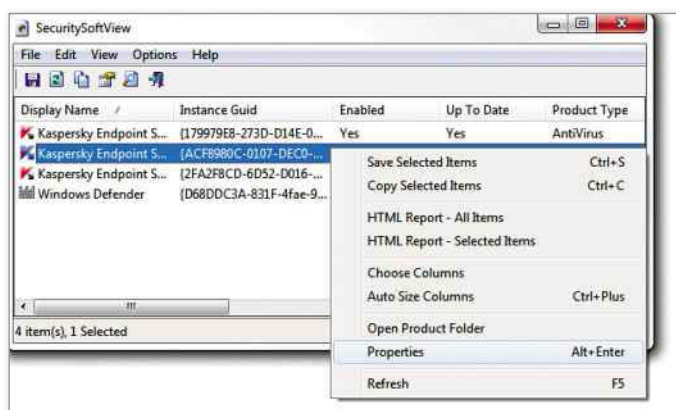 SecuritySoftView
File Edit View Options Help
Display Name Instance Guid Enabled Up To Date Product Type
Kaspersky Endpoint S... {179979E8-273D-D14E-0... Yes Yes AntiVirus
Kaspersky Endpoint S... {ACF8980C-0107-DEC0-...
Kaspersky Endpoint S... {2FA2F8CD-6D52-D016-...
Windows Defender {D68DDC3A-831F-4fae-9...
4 item(s), 1 Selected
Save Selected Items Ctrl+S
Copy Selected Items Ctrl+C
HTML Report - All Items
HTML Report - Selected Items
Choose Columns
Auto Size Columns Ctrl+Plus
Open Product Folder
Properties Alt+Enter
Refresh F5